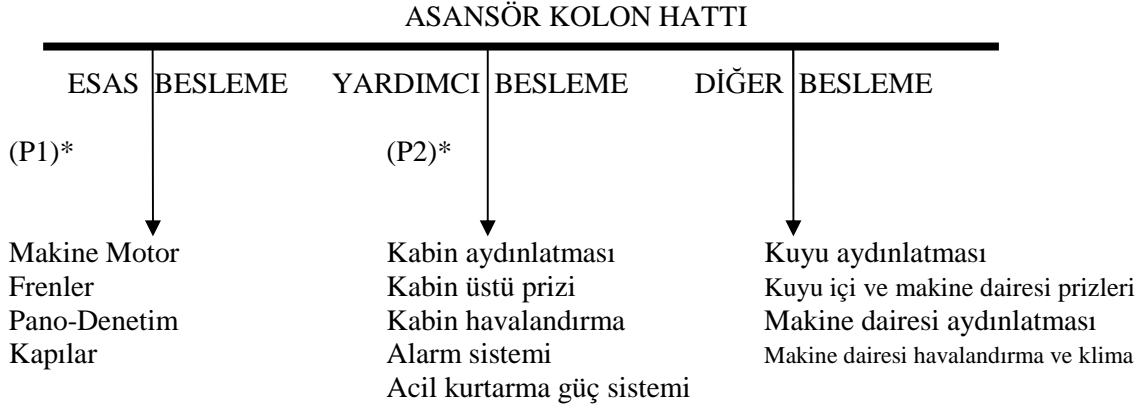 ASANSÖR KOLON HATTI
ESAS BESLEME YARDIMCI BESLEME DİĞER BESLEME
(P1)* (P2)*
Makine Motor Kabin aydınlatması Kuyu aydınlatması
Frenler Kabin üstü prizi Kuyu içi ve makine dairesi prizleri
Pano-Denetim Kabin havalandırma Makine dairesi aydınlatması
Kapılar Alarm sistemi Makine dairesi havalandırma ve klima
Acil kurtarma güç sistemi